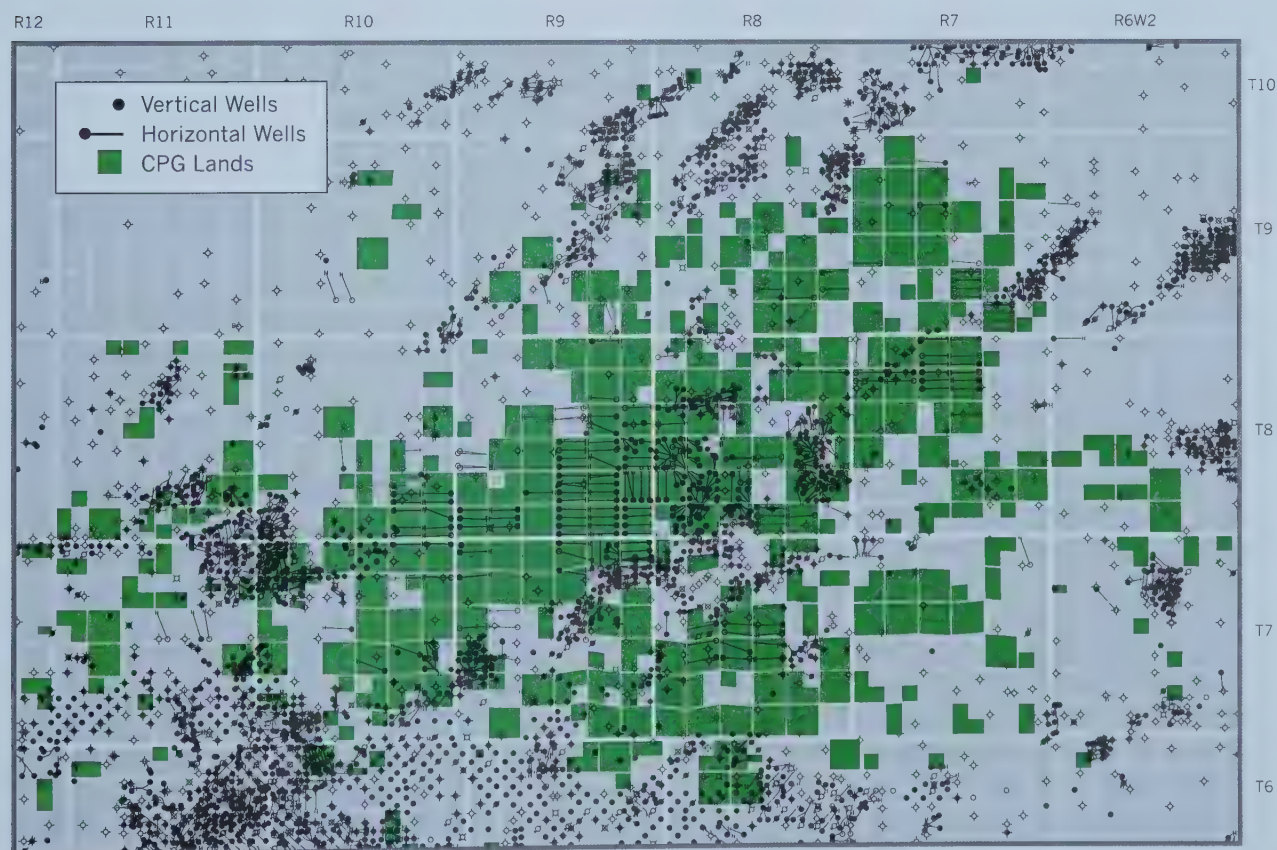 R12 R11 R10 R9 R8 R7 R6W2
T10
Vertical Wells
Horizontal Wells
CPG Lands
T9
T8
T7
T6